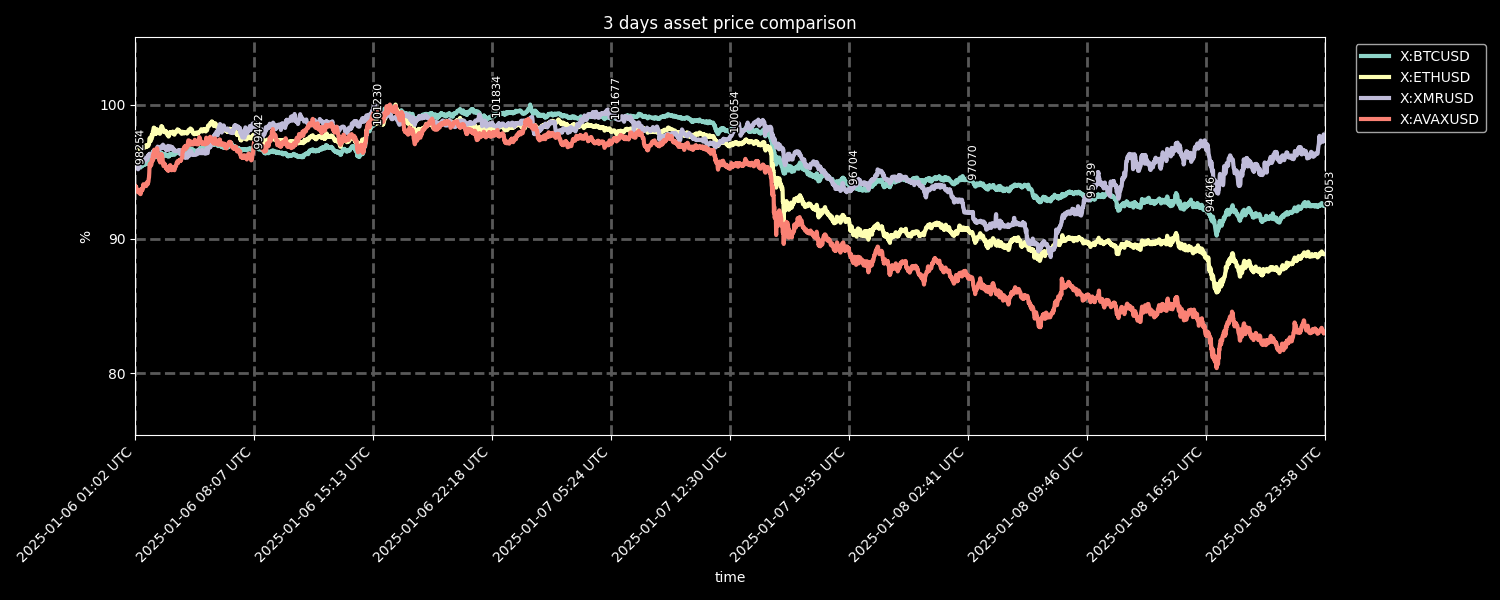 3 days asset price comparison
X:BTCUSD
X:ETHUSD
X:XMRUSD
X:AVAXUSD
100
90
80
%
98254
99442
101230
101834
101677
100654
96704
97070
95739
94646
95053
2025-01-06 01:02 UTC
2025-01-06 08:07 UTC
2025-01-06 15:13 UTC
2025-01-06 22:18 UTC
2025-01-07 05:24 UTC
2025-01-07 12:30 UTC
2025-01-07 19:35 UTC
2025-01-08 02:41 UTC
2025-01-08 09:46 UTC
2025-01-08 16:52 UTC
2025-01-08 23:58 UTC
time